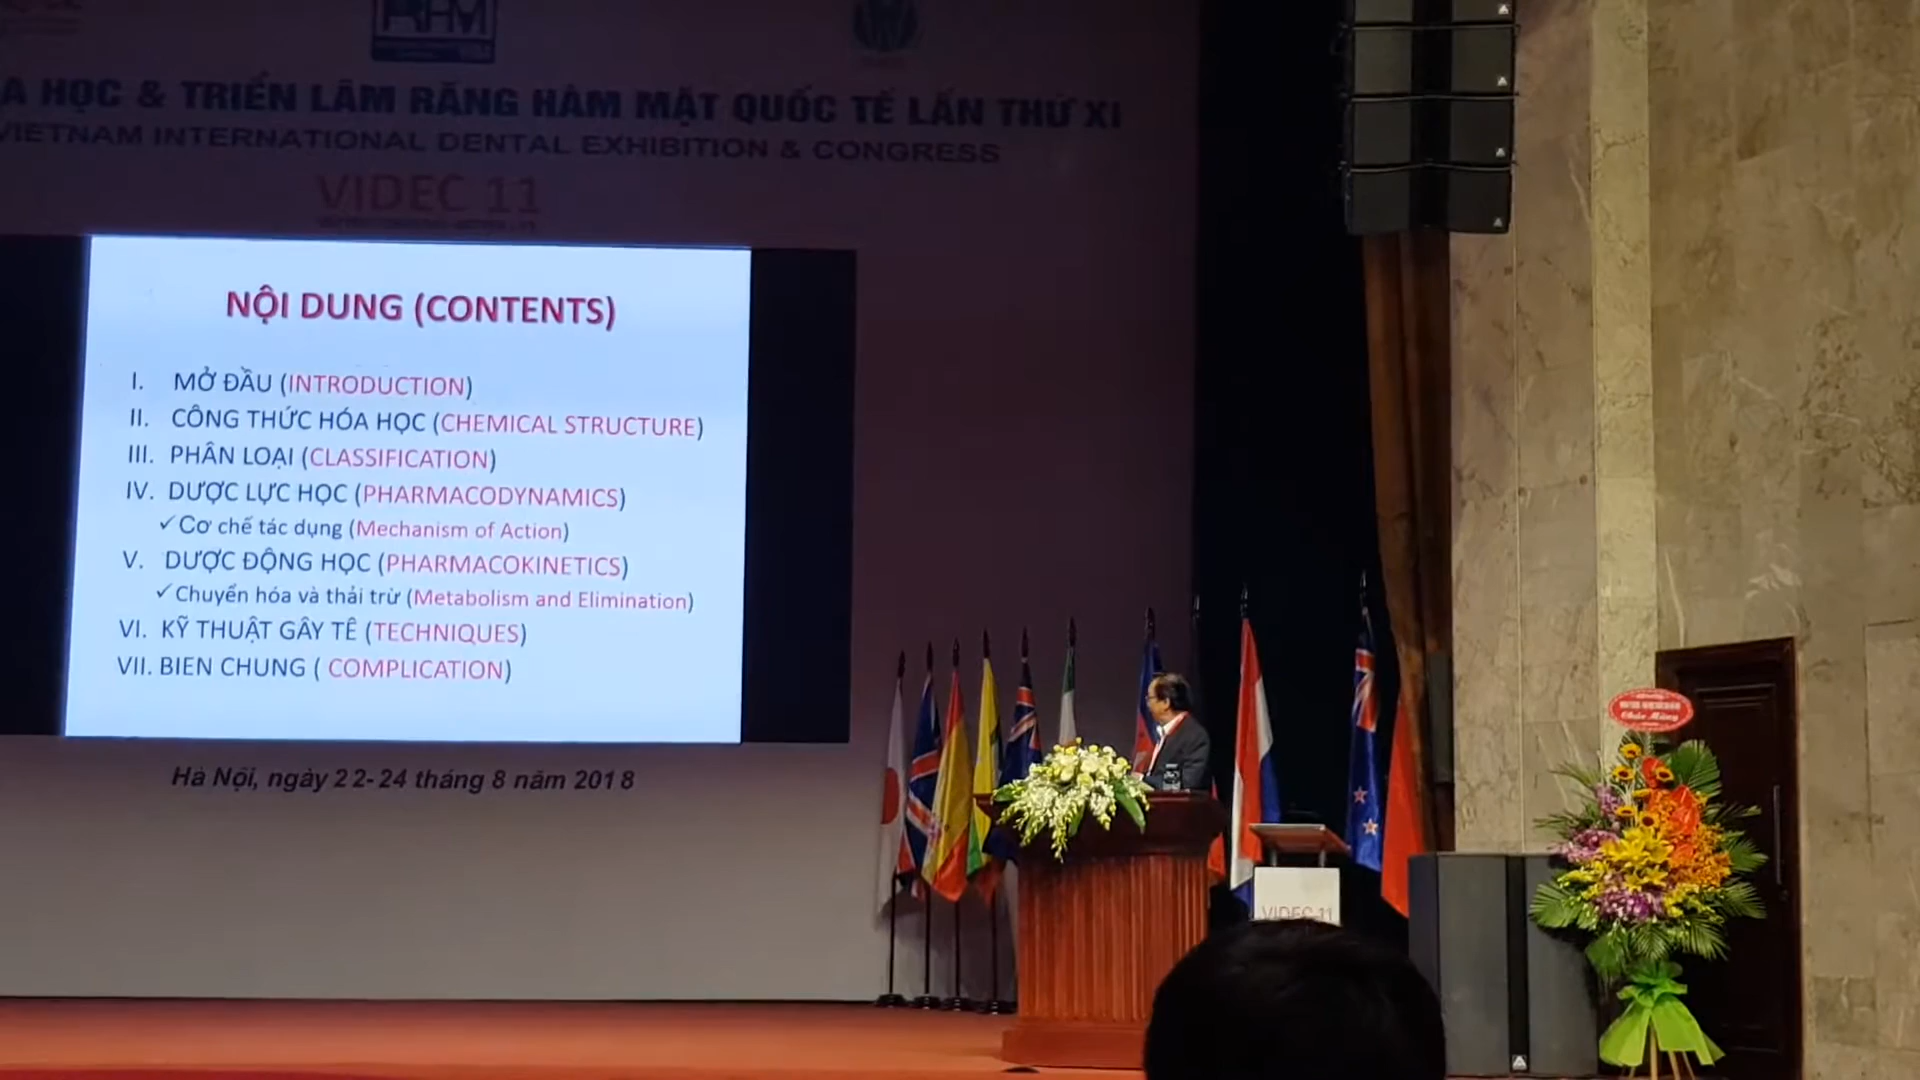 A HỌC & TRIỂN LÃM RĂNG HÀM MẶT QUỐC TẾ LẦN THỨ XI
VIETNAM INTERNATIONAL DENTAL EXHIBITION & CONGRESS
VIDEC 11
NỘI DUNG (CONTENTS)
I. MỞ ĐẦU (INTRODUCTION)
II. CÔNG THỨC HÓA HỌC (CHEMICAL STRUCTURE)
III. PHÂN LOẠI (CLASSIFICATION)
IV. DƯỢC LỰC HỌC (PHARMACODYNAMICS)
✓Cơ chế tác dụng (Mechanism of Action)
V. DƯỢC ĐỘNG HỌC (PHARMACOKINETICS)
✓Chuyển hóa và thải trừ (Metabolism and Elimination)
VI. KỸ THUẬT GÂY TÊ (TECHNIQUES)
VII. BIEN CHUNG ( COMPLICATION)
Hà Nội, ngày 22-24 tháng 8 năm 2018
Chúc Mừng
VIDEC 11